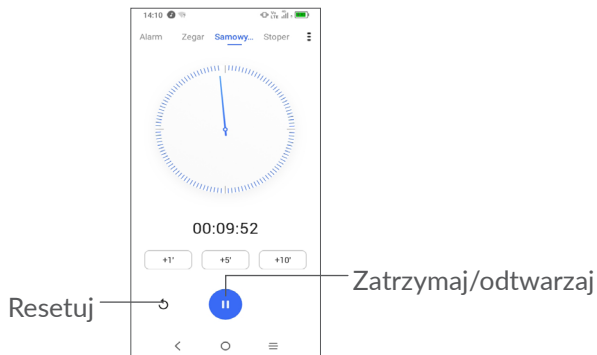 14:10
Alarm Zegar Samowy... Stoper
00:09:52
+1' +5' +10'
Zatrzymaj/odtwarzaj
Resetuj